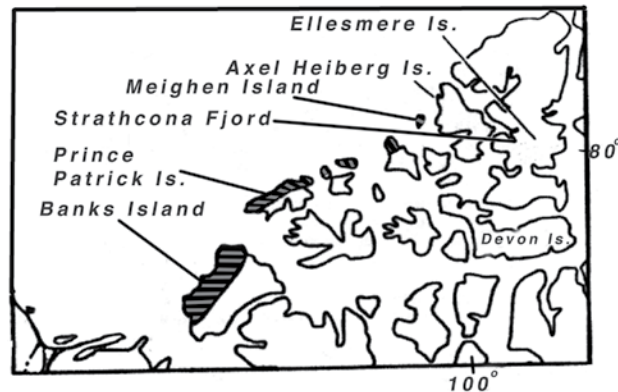 Ellesmere Is.
Axel Heiberg Is.
Meighen Island
Strathcona Fjord
Prince
Patrick Is.
Banks Island
80°
Devon Is.
100°